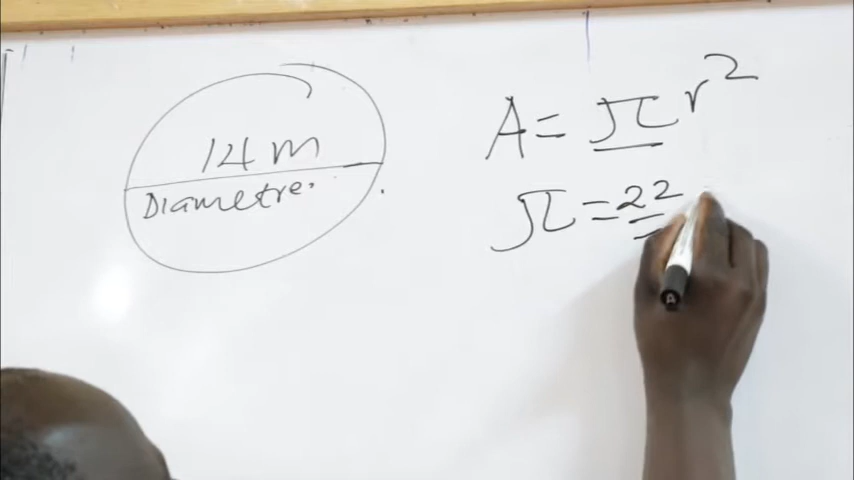 14 m
Diametre.
A = πr²
π = 22